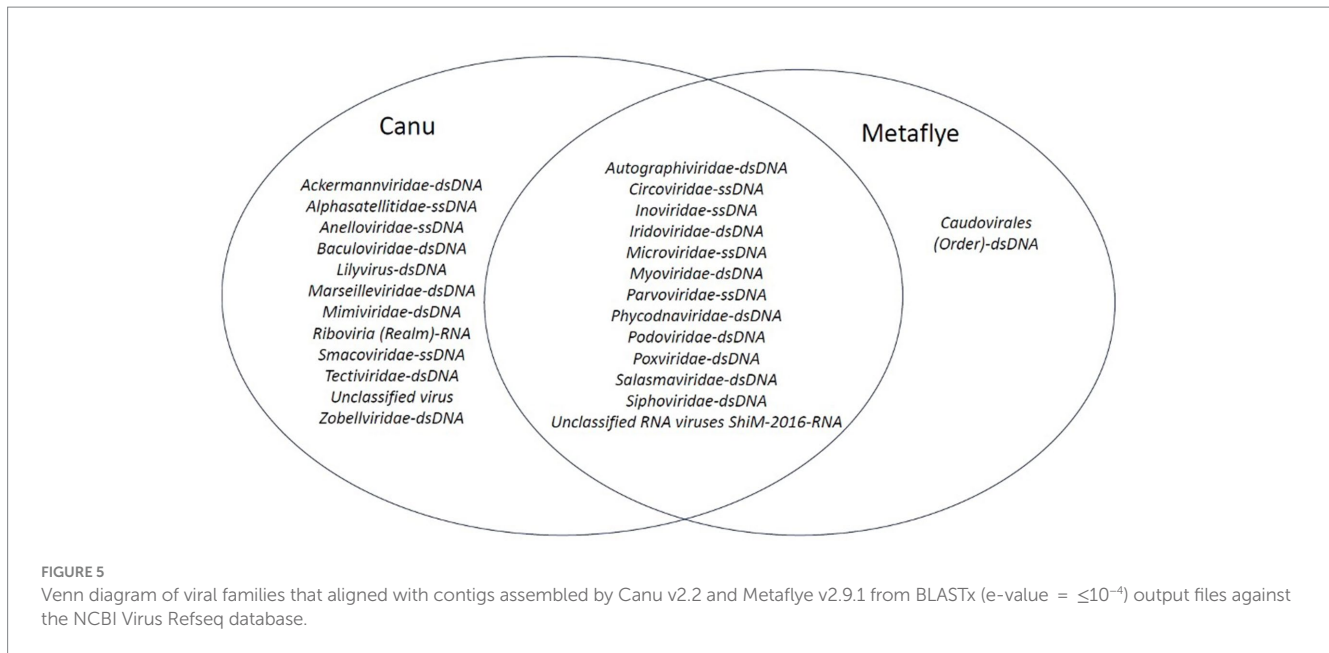 Canu
Metaflye
Ackermannviridae-dsDNA
Alphasatellitidae-ssDNA
Anelloviridae-ssDNA
Baculoviridae-dsDNA
Lilyvirus-dsDNA
Marseilleviridae-dsDNA
Mimiviridae-dsDNA
Riboviria (Realm)-RNA
Smacoviridae-ssDNA
Tectiviridae-dsDNA
Unclassified virus
Zobellviridae-dsDNA
Autographiviridae-dsDNA
Circoviridae-ssDNA
Inoviridae-ssDNA
Iridoviridae-dsDNA
Microviridae-ssDNA
Myoviridae-dsDNA
Parvoviridae-ssDNA
Phycodnaviridae-dsDNA
Podoviridae-dsDNA
Poxviridae-dsDNA
Salasmaviridae-dsDNA
Siphoviridae-dsDNA
Unclassified RNA viruses ShiM-2016-RNA
Caudovirales
(Order)-dsDNA
FIGURE 5
Venn diagram of viral families that aligned with contigs assembled by Canu v2.2 and Metaflye v2.9.1 from BLASTx (e-value = ≤10⁻⁴) output files against
the NCBI Virus Refseq database.